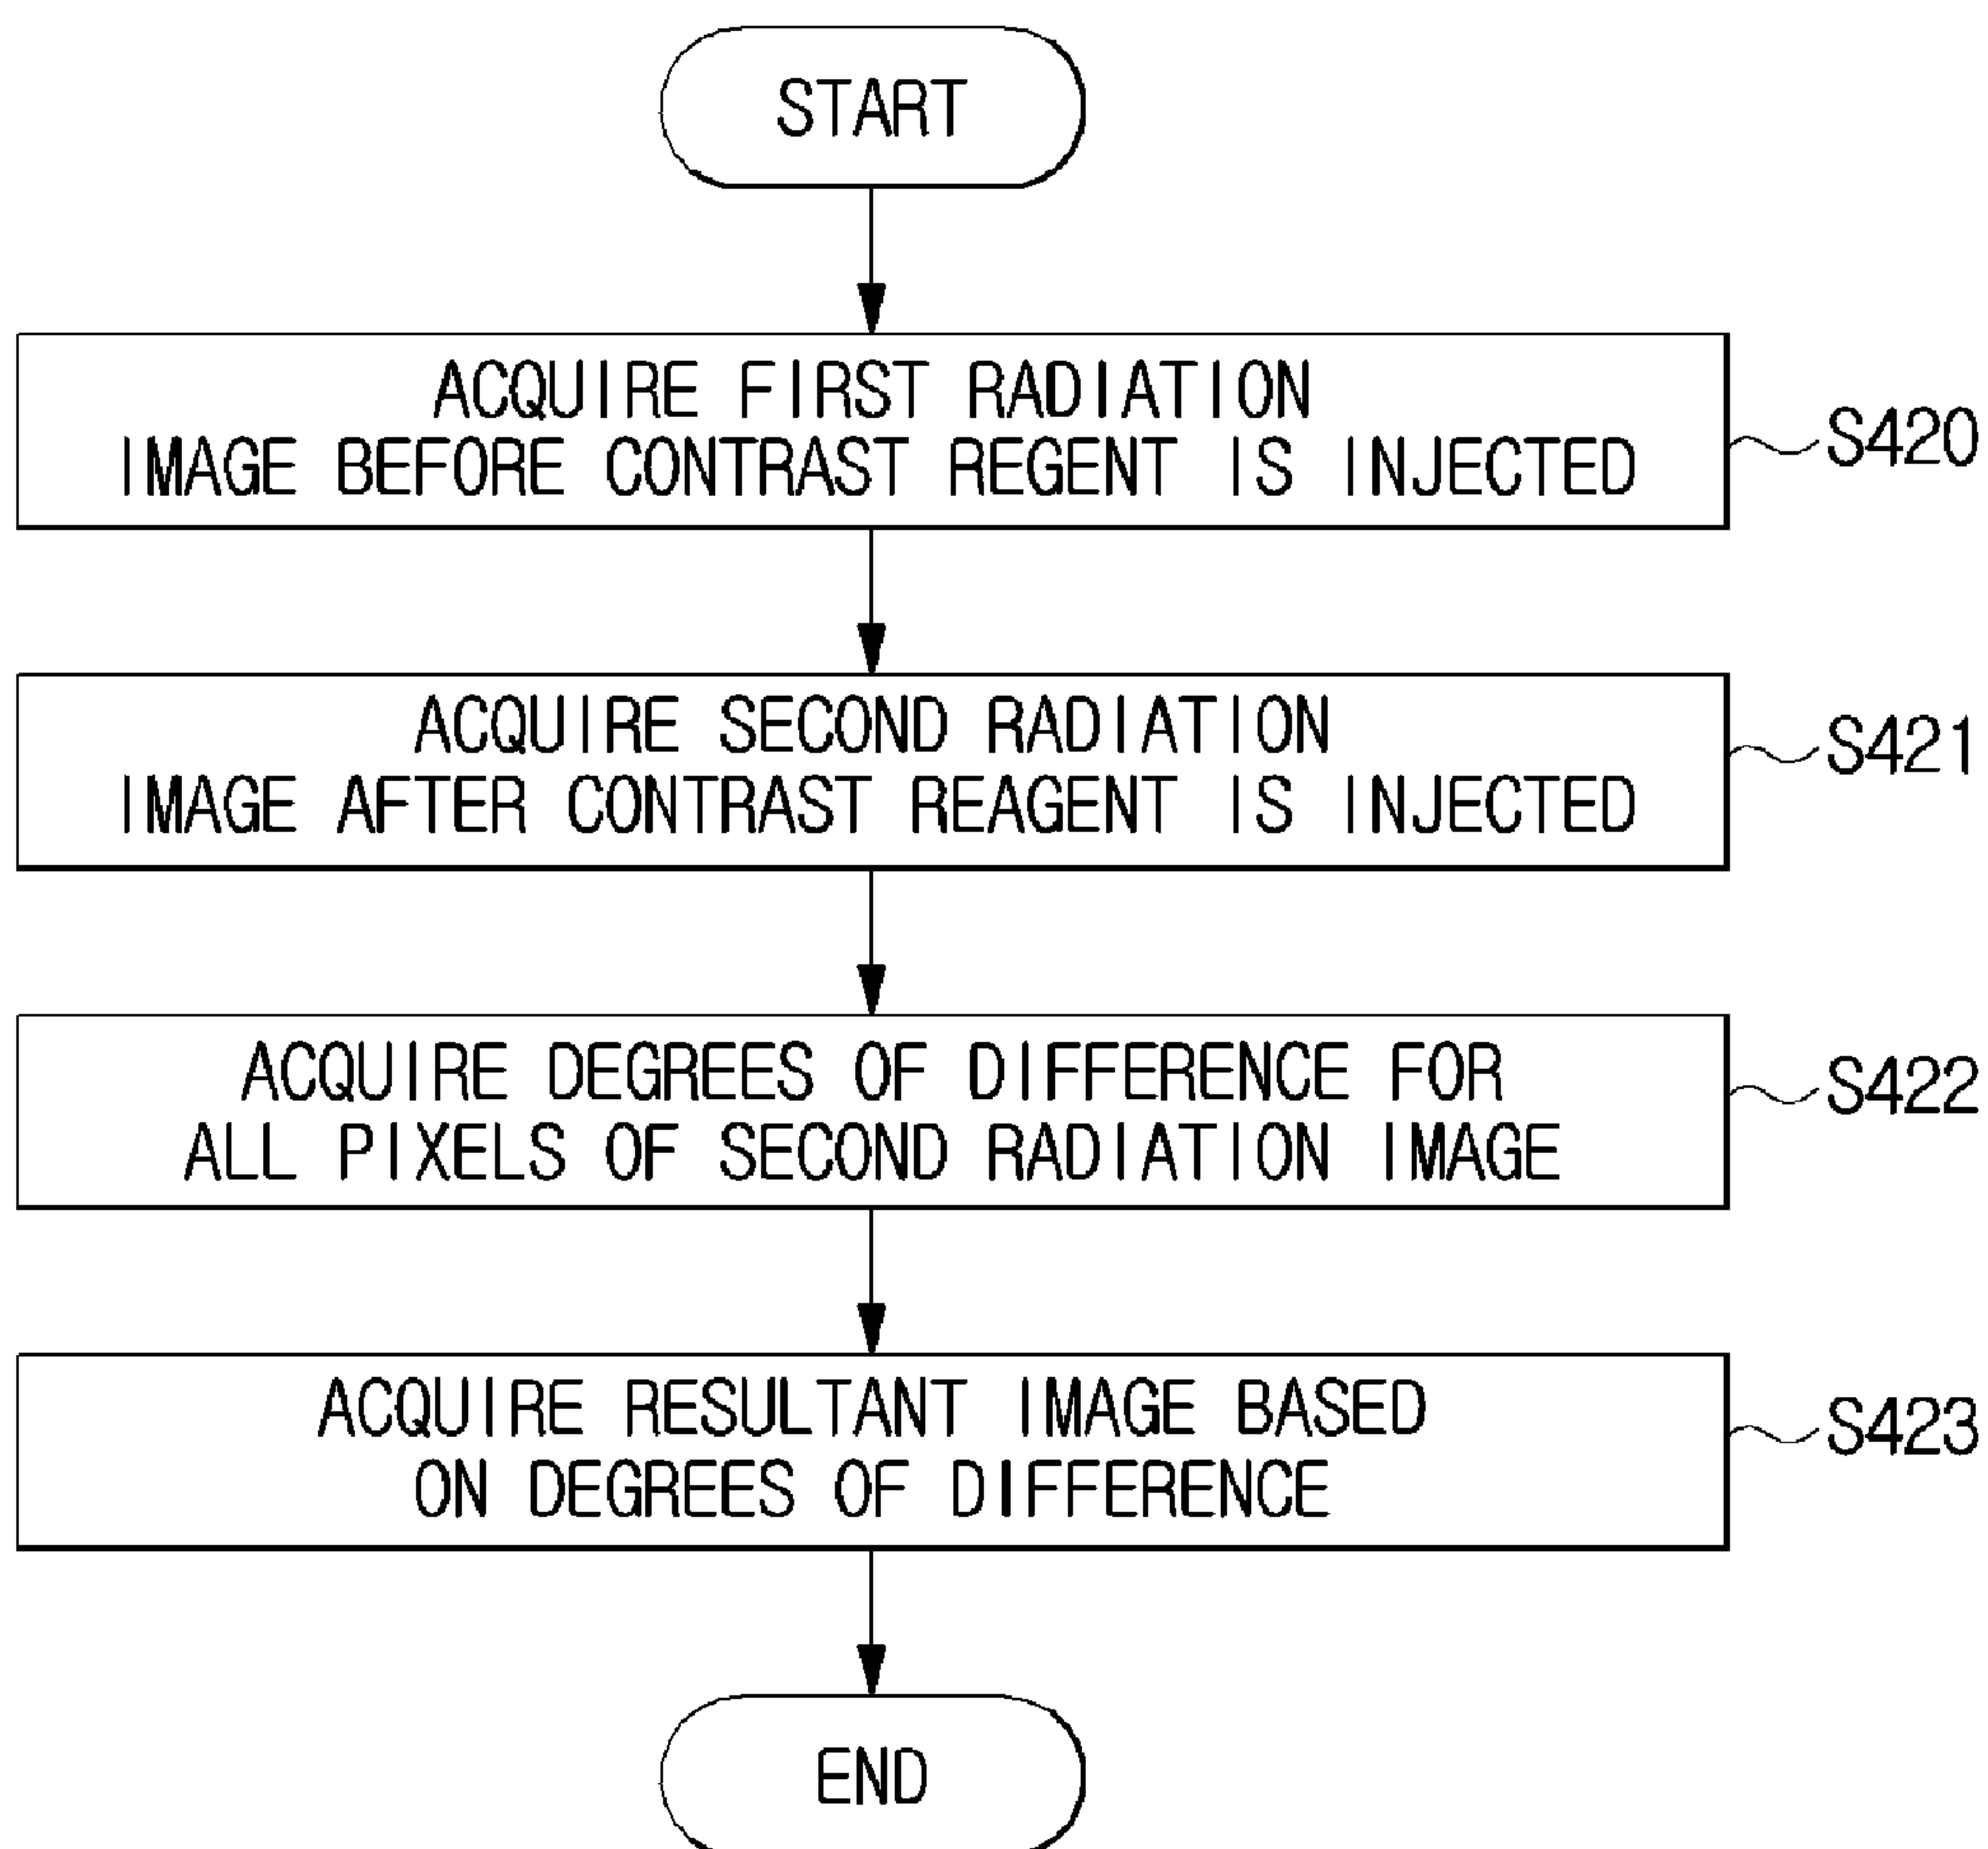 START
ACQUIRE FIRST RADIATION
IMAGE BEFORE CONTRAST REGENT IS INJECTED
S420
ACQUIRE SECOND RADIATION
IMAGE AFTER CONTRAST REAGENT IS INJECTED
S421
ACQUIRE DEGREES OF DIFFERENCE FOR
ALL PIXELS OF SECOND RADIATION IMAGE
S422
ACQUIRE RESULTANT IMAGE BASED
ON DEGREES OF DIFFERENCE
S423
END